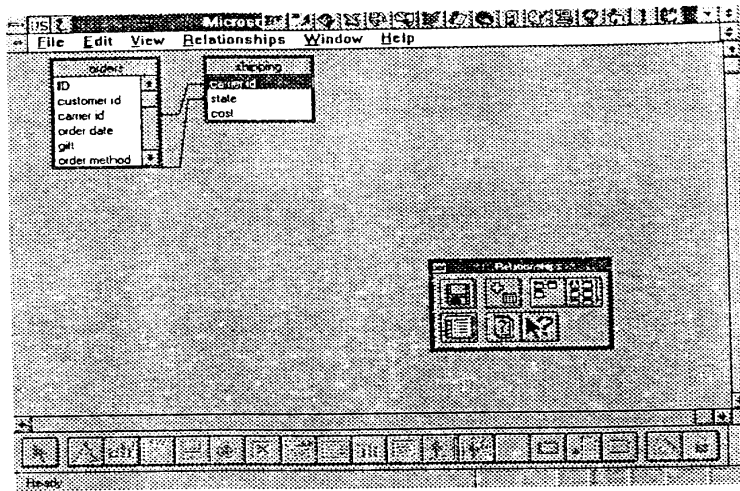 Microsoft
File Edit View Relationships Window Help
orders
ID
customer id
carrier id
order date
gift
order method
shipping
carrier id
state
cost
Relationships
Ready